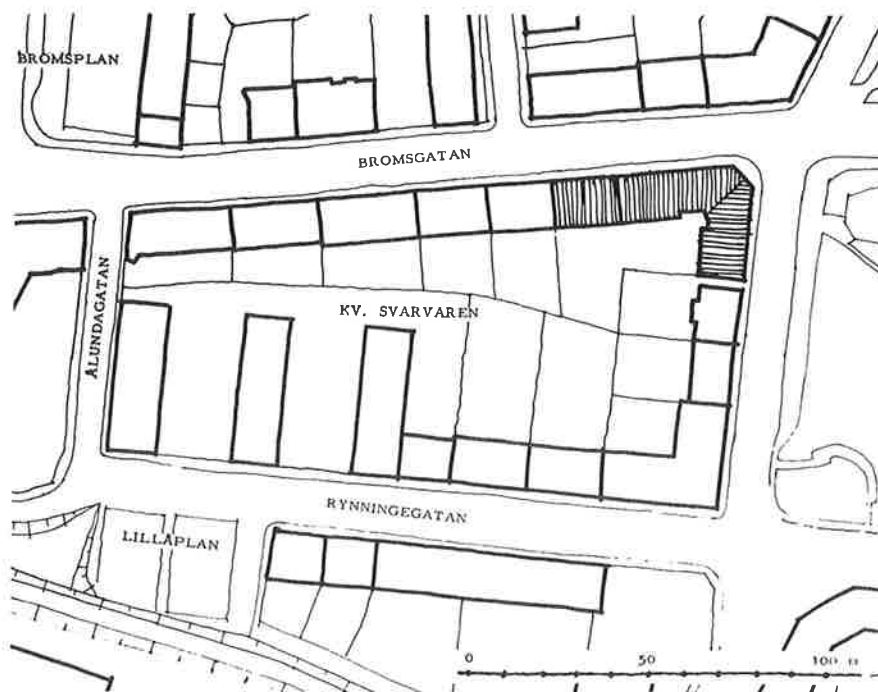 BROMSPLAN
BROMSGATAN
ALUNDAGATAN
KV. SVARVAREN
RYNNINGEGATAN
LILLAPLAN
0 50 100 m